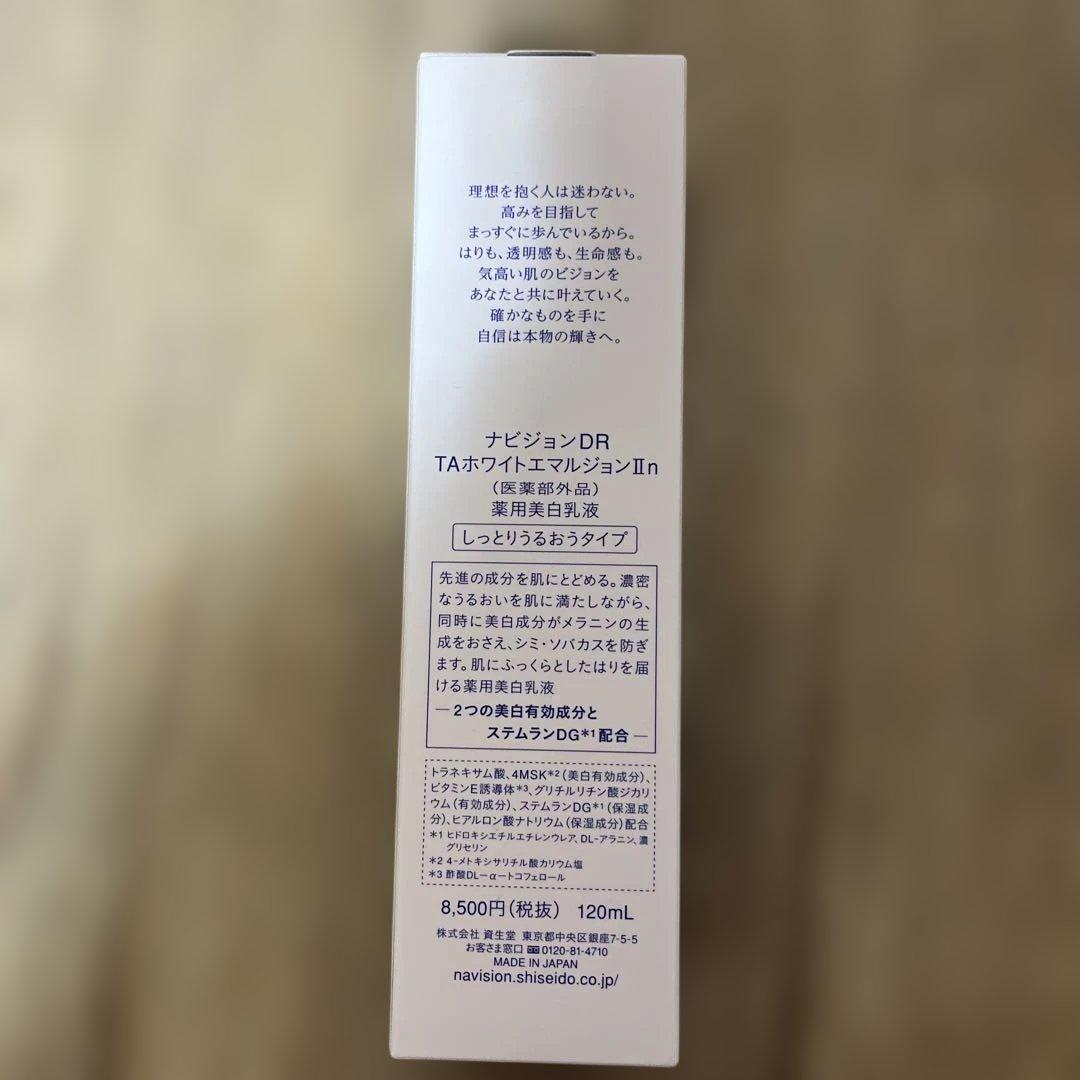 理想を抱く人は迷わない。
高みを目指して
まっすぐに歩んでいるから。
はりも、透明感も、生命感も。
気高い肌のビジョンを
あなたと共に叶えていく。
確かなものを手に
自信は本物の輝きへ。
ナビジョンDR
TAホワイトエマルジョンⅡn
（医薬部外品）
薬用美白乳液
しっとりうるおうタイプ
先進の成分を肌にとどめる。濃密
なうるおいを肌に満たしながら、
同時に美白成分がメラニンの生
成をおさえ、シミ・ソバカスを防ぎ
ます。肌にふっくらとしたはりを届
ける薬用美白乳液
― 2つの美白有効成分と
ステムランDG*1配合 ―
トラネキサム酸、4MSK*2（美白有効成分）、
ビタミンE誘導体*3、グリチルリチン酸ジカリ
ウム（有効成分）、ステムランDG*1（保湿成
分）、ヒアルロン酸ナトリウム（保湿成分）配合
*1 ヒドロキシエチルエチレンウレア、DL-アラニン、濃
グリセリン
*2 4-メトキシサリチル酸カリウム塩
*3 酢酸DL-α-トコフェロール
8,500円（税抜） 120mL
株式会社 資生堂 東京都中央区銀座7-5-5
お客さま窓口 0120-81-4710
MADE IN JAPAN
navision.shiseido.co.jp/